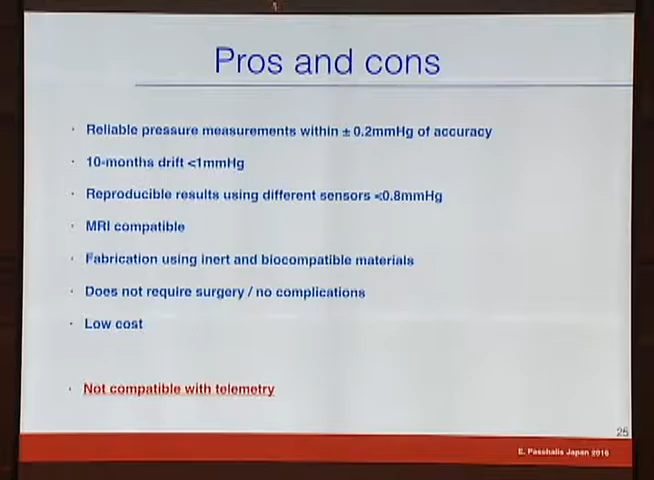 Pros and cons
· Reliable pressure measurements within ± 0.2mmHg of accuracy
· 10-months drift <1mmHg
· Reproducible results using different sensors <0.8mmHg
· MRI compatible
· Fabrication using inert and biocompatible materials
· Does not require surgery / no complications
· Low cost
· Not compatible with telemetry
25
E. Paschalis Japan 2016